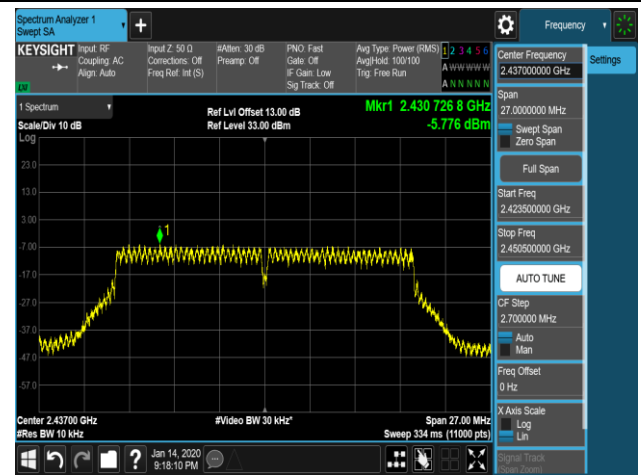 Spectrum Analyzer 1
Swept SA
Frequency
KEYSIGHT
Input: RF
Coupling: AC
Align: Auto
Input Z: 50 Ω
Corrections: Off
Freq Ref: Int (S)
#Atten: 30 dB
Preamp: Off
PNO: Fast
Gate: Off
IF Gain: Low
Sig Track: Off
Avg Type: Power (RMS)
Avg|Hold: 100/100
Trig: Free Run
1 2 3 4 5 6
A W W W W W
A N N N N N
1 Spectrum
Scale/Div 10 dB
Log
Ref Lvl Offset 13.00 dB
Ref Level 33.00 dBm
Mkr1 2.430 726 8 GHz
-5.776 dBm
23.0
13.0
3.00
-7.00
-17.0
-27.0
-37.0
-47.0
-57.0
1
Center 2.43700 GHz
#Res BW 10 kHz
#Video BW 30 kHz*
Span 27.00 MHz
Sweep 334 ms (11000 pts)
Jan 14, 2020
9:18:10 PM
Center Frequency
2.437000000 GHz
Settings
Span
27.0000000 MHz
Swept Span
Zero Span
Full Span
Start Freq
2.423500000 GHz
Stop Freq
2.450500000 GHz
AUTO TUNE
CF Step
2.700000 MHz
Auto
Man
Freq Offset
0 Hz
X Axis Scale
Log
Lin
Signal Track
(Span Zoom)